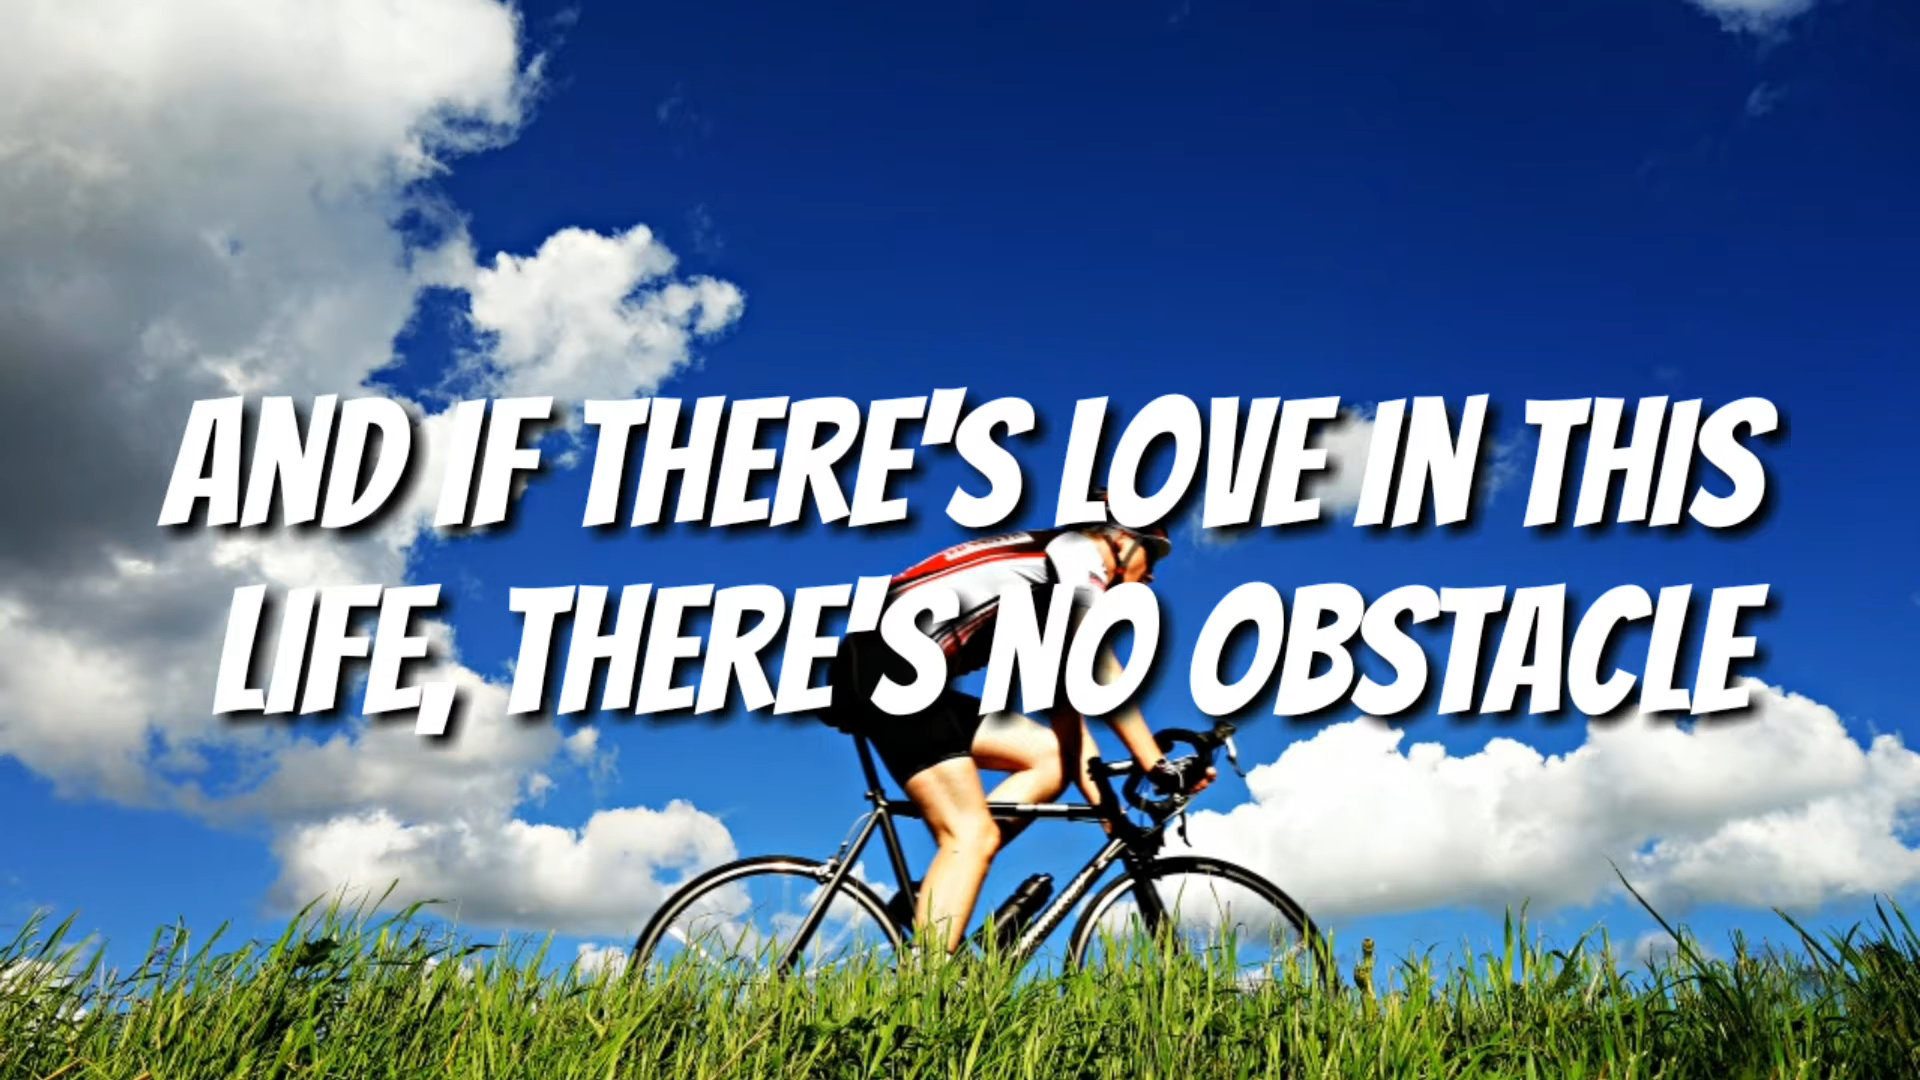 AND IF THERE'S LOVE IN THIS
LIFE, THERE'S NO OBSTACLE